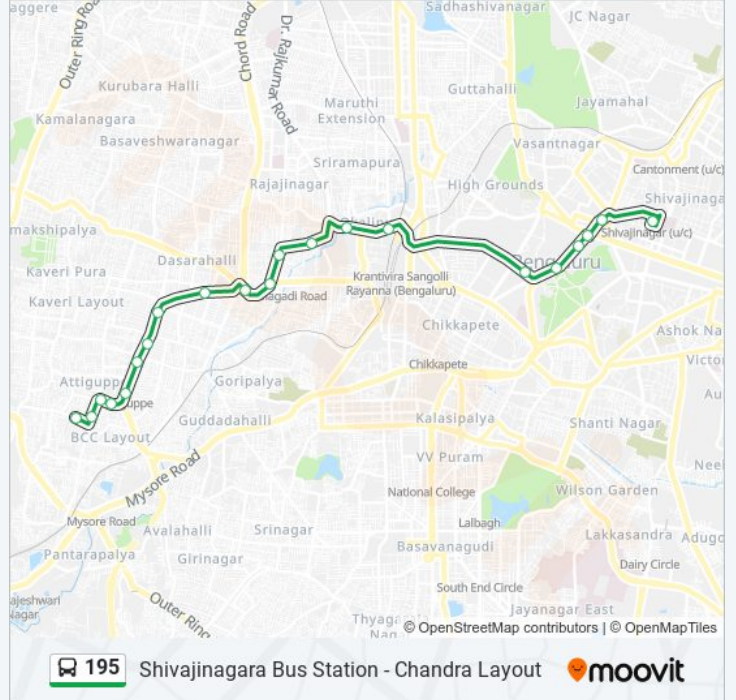 aggere
Sadhashivanagar
JC Nagar
Outer Ring Roa
Chord Road
Dr. Rajkumar Road
Kurubara Halli
Guttahalli
Maruthi
Extension
Jayamahal
Kamalanagara
Basaveshwaranagar
Vasantnagar
Sriramapura
Cantonment (u/c)
Rajajinagar
High Grounds
Shivajinaga
makshipalya
Shivajinagar (u/c)
Dasarahalli
Bengaluru
Kaveri Pura
Krantivira Sangolli
Rayanna (Bengaluru)
Kaveri Layout
agadi Road
Chikkapete
Ashok Na
Chikkapete
Victo
Attiguppe
Goripalya
uppe
Au
Guddadahalli
Kalasipalya
Shanti Nagar
BCC Layout
VV Puram
Neel
Mysore Road
National College
Wilson Garden
Mysore Road
Lalbagh
Avalahalli
Srinagar
Lakkasandra
Adugo
Basavanagudi
Pantarapalya
Girinagar
Dairy Circle
South End Circle
ajeshwari
Nagar
Outer Ring
Jayanagar East
Thyaga
Nag
© OpenStreetMap contributors | © OpenMapTiles
195
Shivajinagara Bus Station - Chandra Layout
moovit